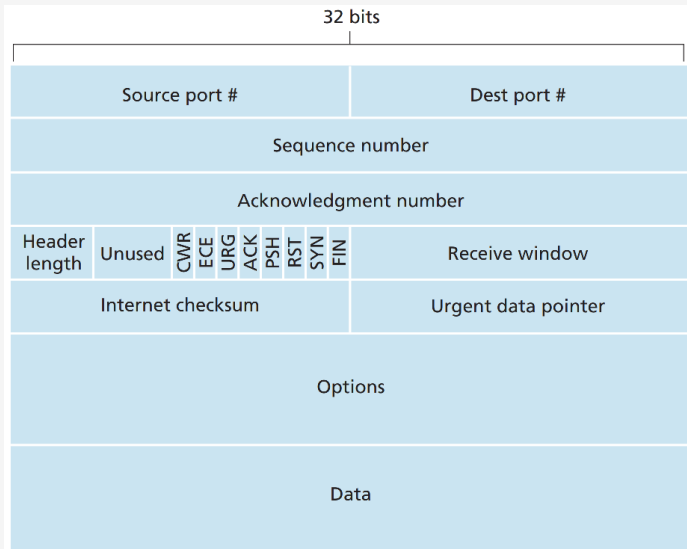 32 bits
Source port # Dest port #
Sequence number
Acknowledgment number
Header length Unused CWR ECE URG ACK PSH RST SYN FIN Receive window
Internet checksum Urgent data pointer
Options
Data